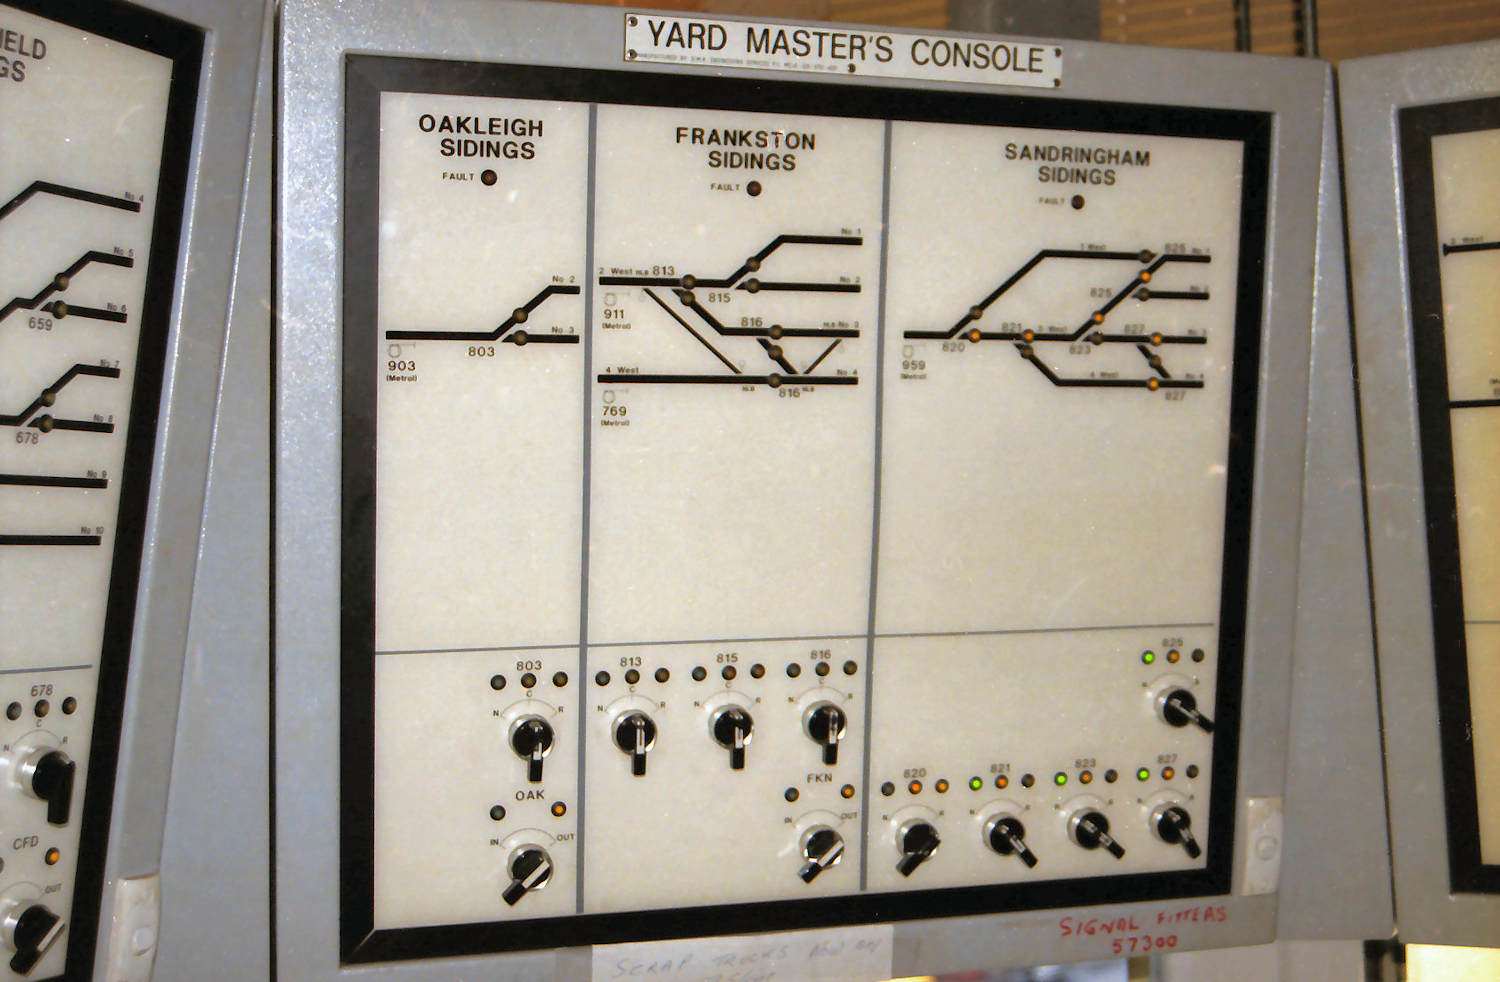 YARD MASTER'S CONSOLE
IELD
GS
No 4
No 5
No 6
659
No 7
No 8
678
No 9
No 10
678
C
N R
CFD
OUT
OAKLEIGH
SIDINGS
FAULT
No 2
No 3
803
903
(Metrol)
803
C
N R
OAK
IN OUT
FRANKSTON
SIDINGS
FAULT
No 1
2 West 813
No 2
815
911
(Metrol)
816
No 3
4 West No 4
816
769
(Metrol)
813 815 816
C C C
N R N R N R
FKN
IN OUT
SANDRINGHAM
SIDINGS
FAULT
1 West 825
825
821 827
820 823
959
(Metrol)
4 West No 4
827
825
820 821 823 827
SIGNAL FITTERS
57300
SCRAP TRUCKS